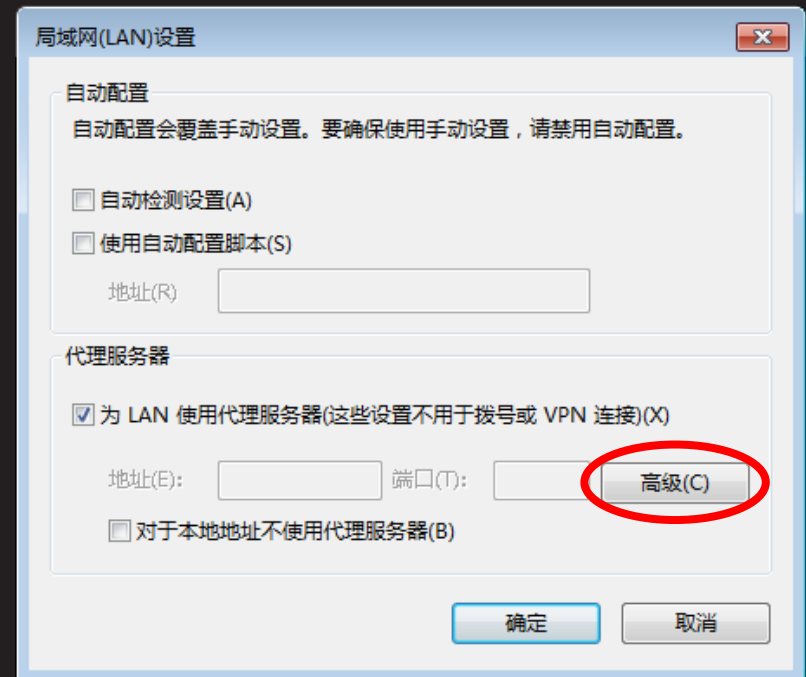 局域网(LAN)设置
自动配置
自动配置会覆盖手动设置。要确保使用手动设置，请禁用自动配置。
自动检测设置(A)
使用自动配置脚本(S)
地址(R)
代理服务器
为 LAN 使用代理服务器(这些设置不用于拨号或 VPN 连接)(X)
地址(E): 端口(T): 高级(C)
对于本地地址不使用代理服务器(B)
确定 取消